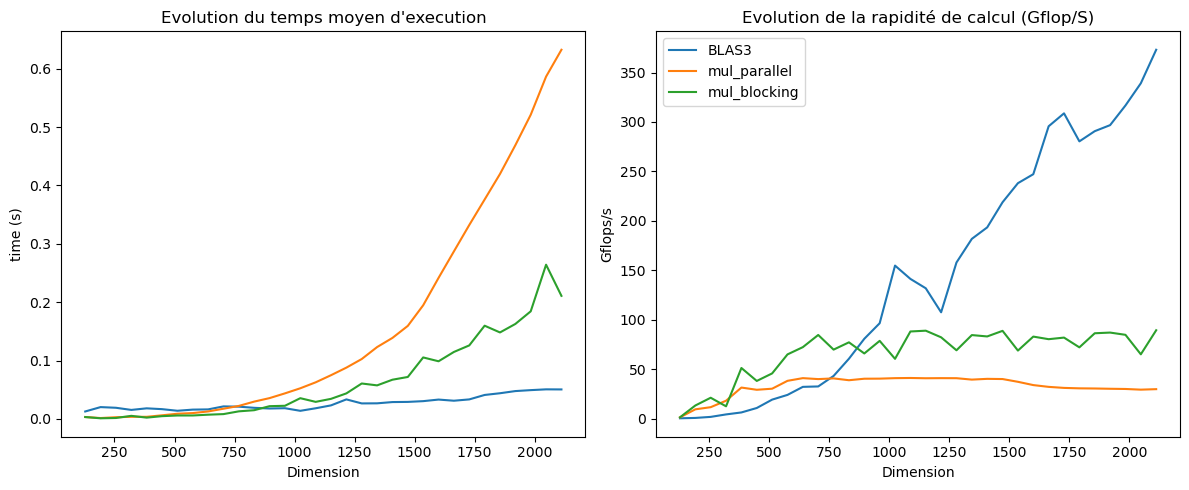 Evolution du temps moyen d'execution
time (s)
0.6
0.5
0.4
0.3
0.2
0.1
0.0
250 500 750 1000 1250 1500 1750 2000
Dimension
Evolution de la rapidité de calcul (Gflop/S)
BLAS3
mul_parallel
mul_blocking
Gflops/s
350
300
250
200
150
100
50
0
250 500 750 1000 1250 1500 1750 2000
Dimension